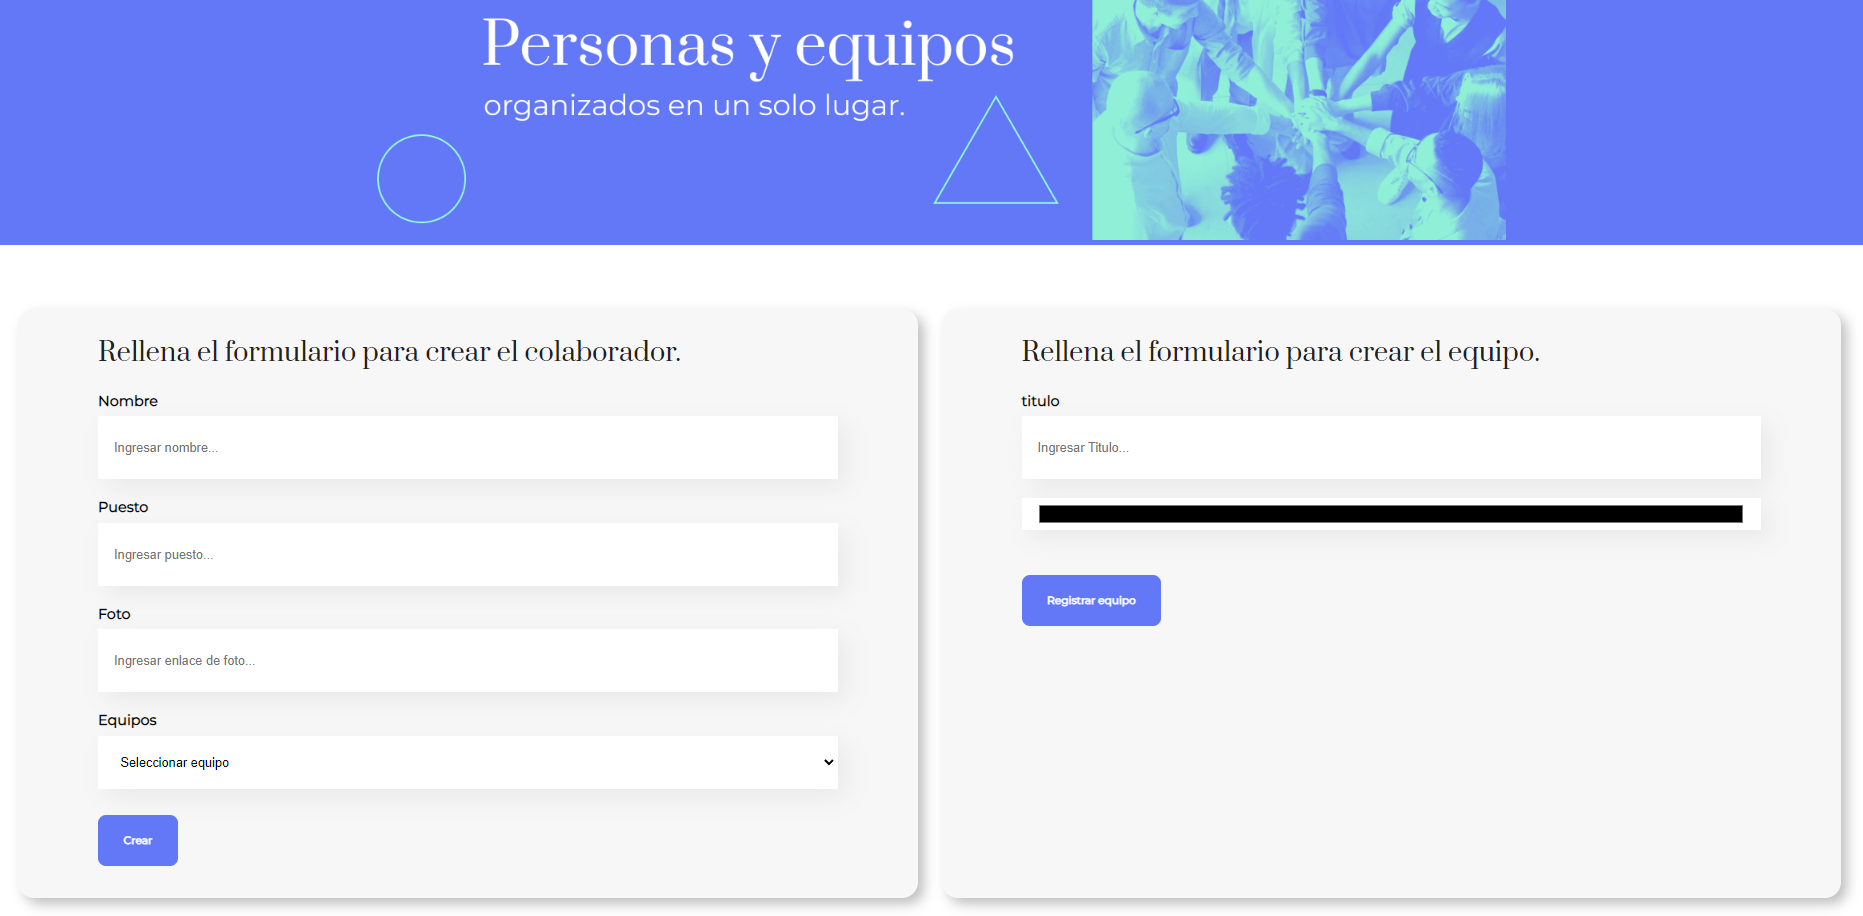 Personas y equipos
organizados en un solo lugar.
Rellena el formulario para crear el colaborador.
Nombre
Ingresar nombre...
Puesto
Ingresar puesto...
Foto
Ingresar enlace de foto...
Equipos
Seleccionar equipo
Crear
Rellena el formulario para crear el equipo.
titulo
Ingresar Titulo...
Registrar equipo